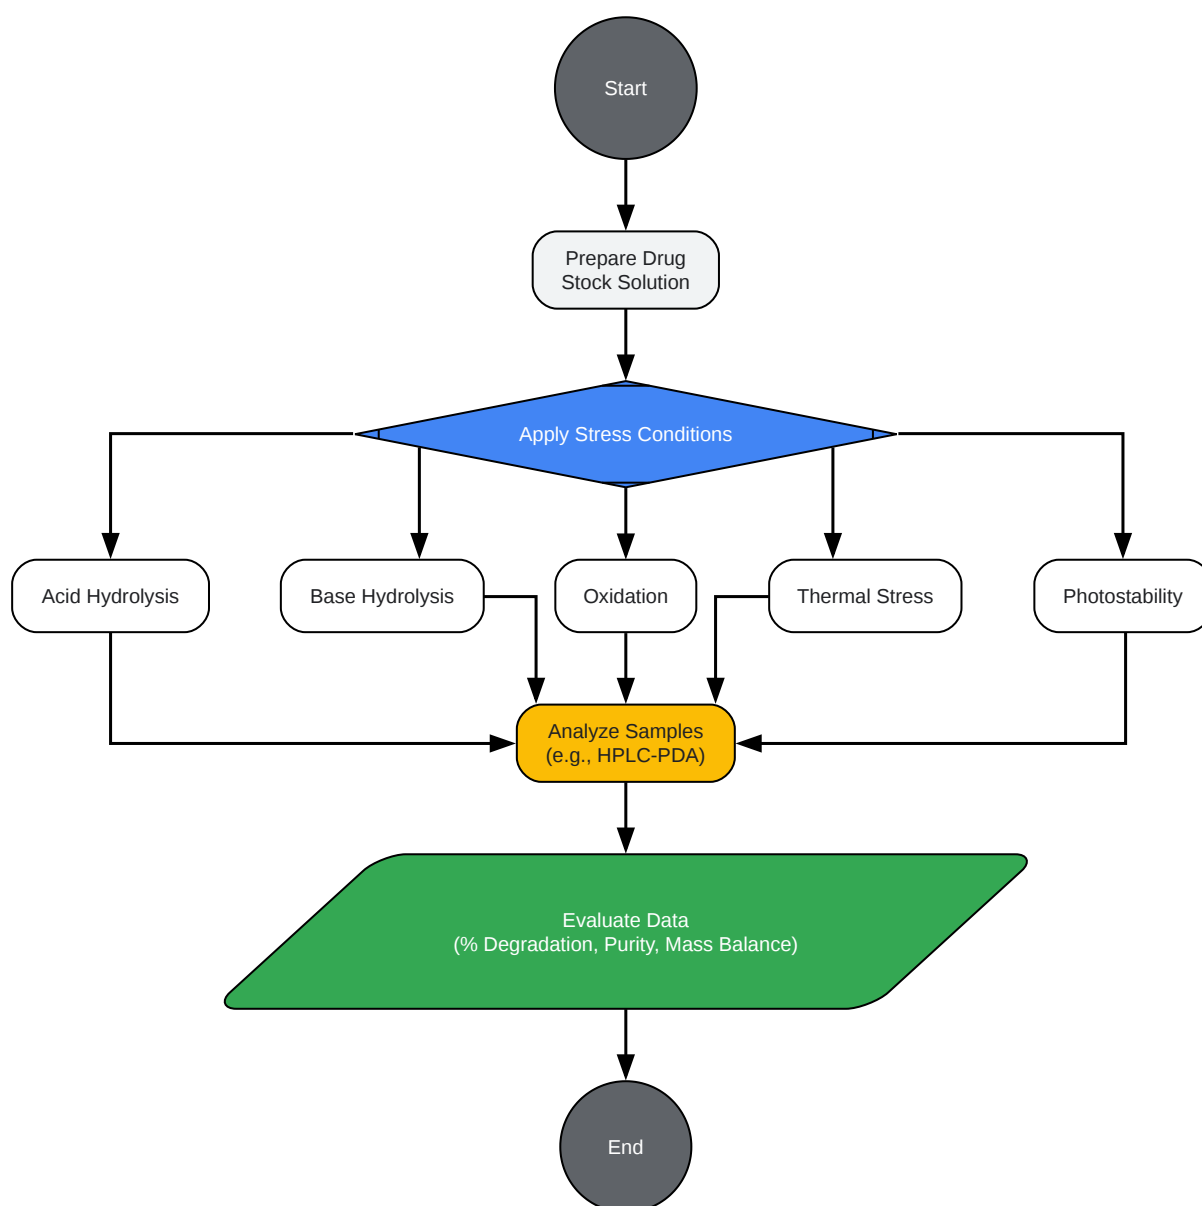 Start
Prepare Drug
Stock Solution
Apply Stress Conditions
Acid Hydrolysis
Base Hydrolysis
Oxidation
Thermal Stress
Photostability
Analyze Samples
(e.g., HPLC-PDA)
Evaluate Data
(% Degradation, Purity, Mass Balance)
End